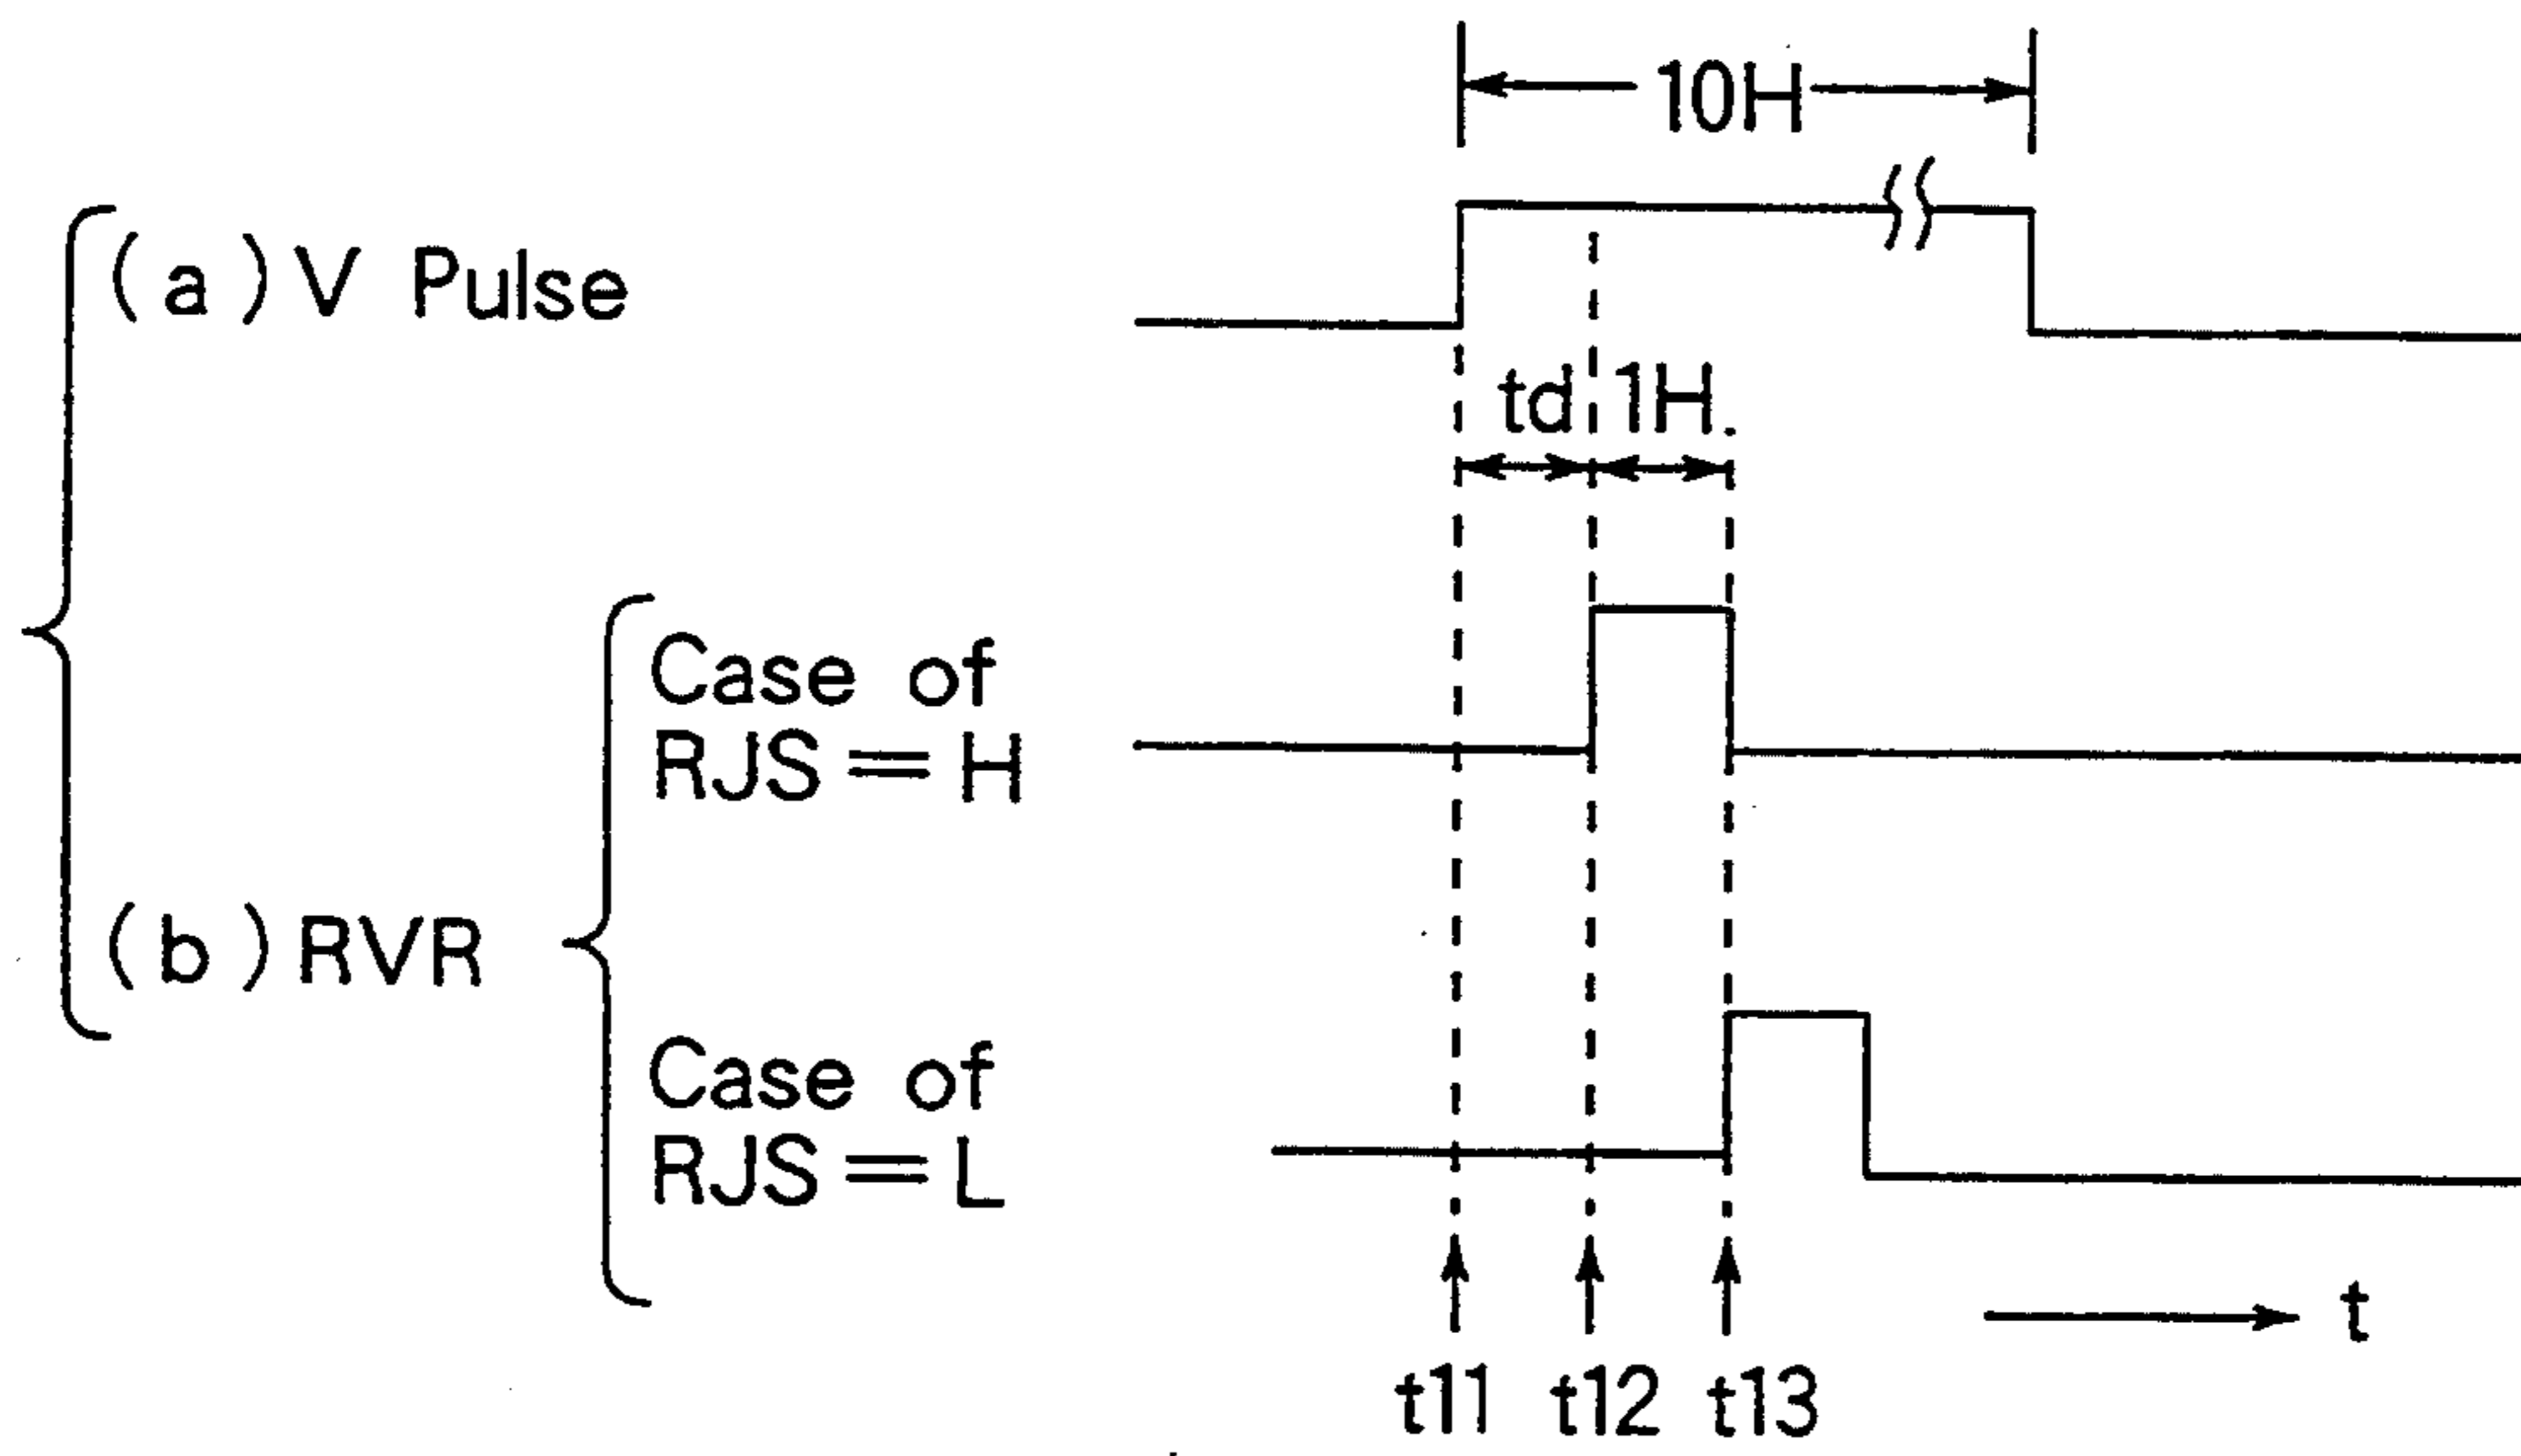 10H
(a) V Pulse
td 1H
Case of
RJS = H
(b) RVR
Case of
RJS = L
t
t11 t12 t13